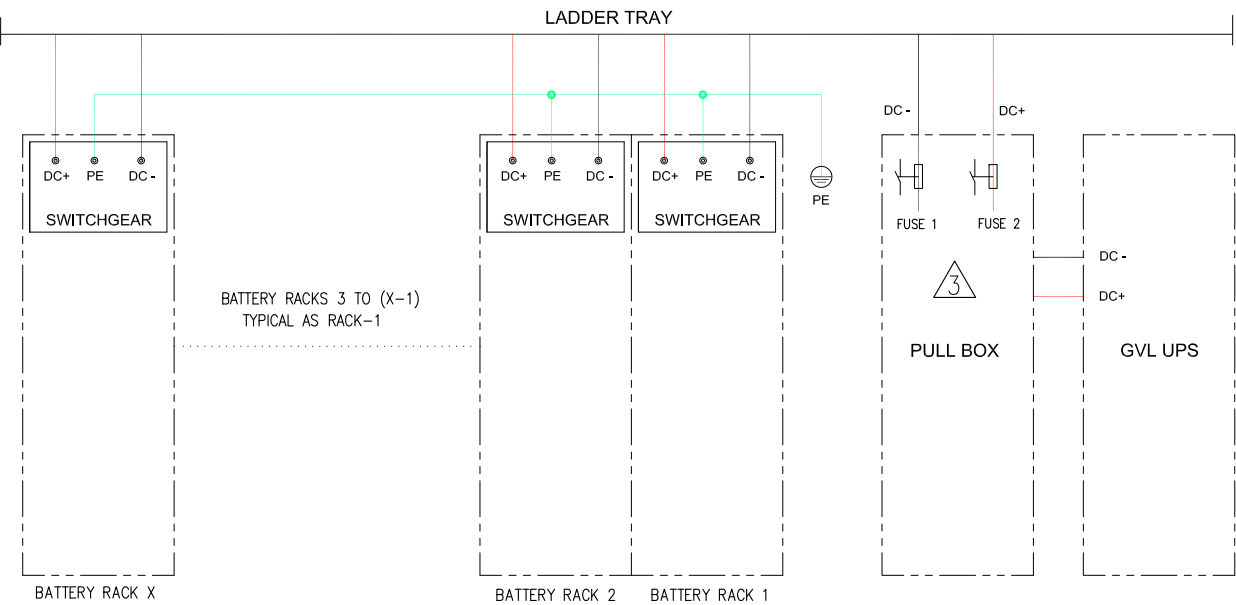 LADDER TRAY
DC -
DC+
DC+ PE DC -
SWITCHGEAR
DC+ PE DC -
SWITCHGEAR
DC+ PE DC -
SWITCHGEAR
PE
FUSE 1
FUSE 2
3
DC -
DC+
BATTERY RACKS 3 TO (X-1)
TYPICAL AS RACK-1
PULL BOX
GVL UPS
BATTERY RACK X
BATTERY RACK 2
BATTERY RACK 1